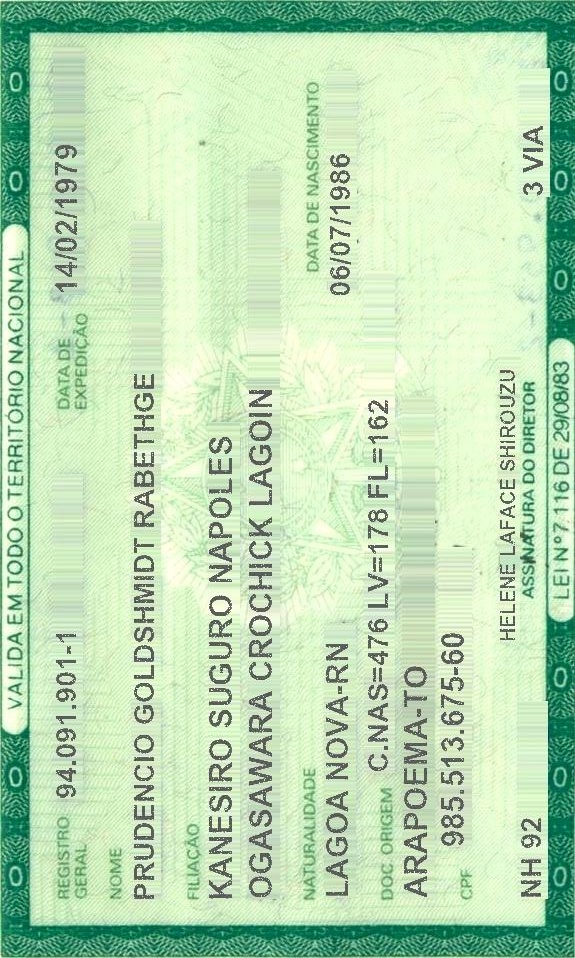 VALIDA EM TODO O TERRITÓRIO NACIONAL
REGISTRO GERAL 94.091.901-1 DATA DE EXPEDIÇÃO 14/02/1979
NOME
PRUDENCIO GOLDSHMIDT RABETHGE
FILIAÇÃO
KANESIRO SUGURO NAPOLES
OGASAWARA CROCHICK LAGOIN
NATURALIDADE DATA DE NASCIMENTO
LAGOA NOVA-RN 06/07/1986
DOC. ORIGEM C.NAS=476 LV=178 FL=162
ARAPOEMA-TO
CPF 985.513.675-60
HELENE LAFACE SHIROUZU
NH 92 ASSINATURA DO DIRETOR 3 VIA
LEI Nº 7.116 DE 29/08/83